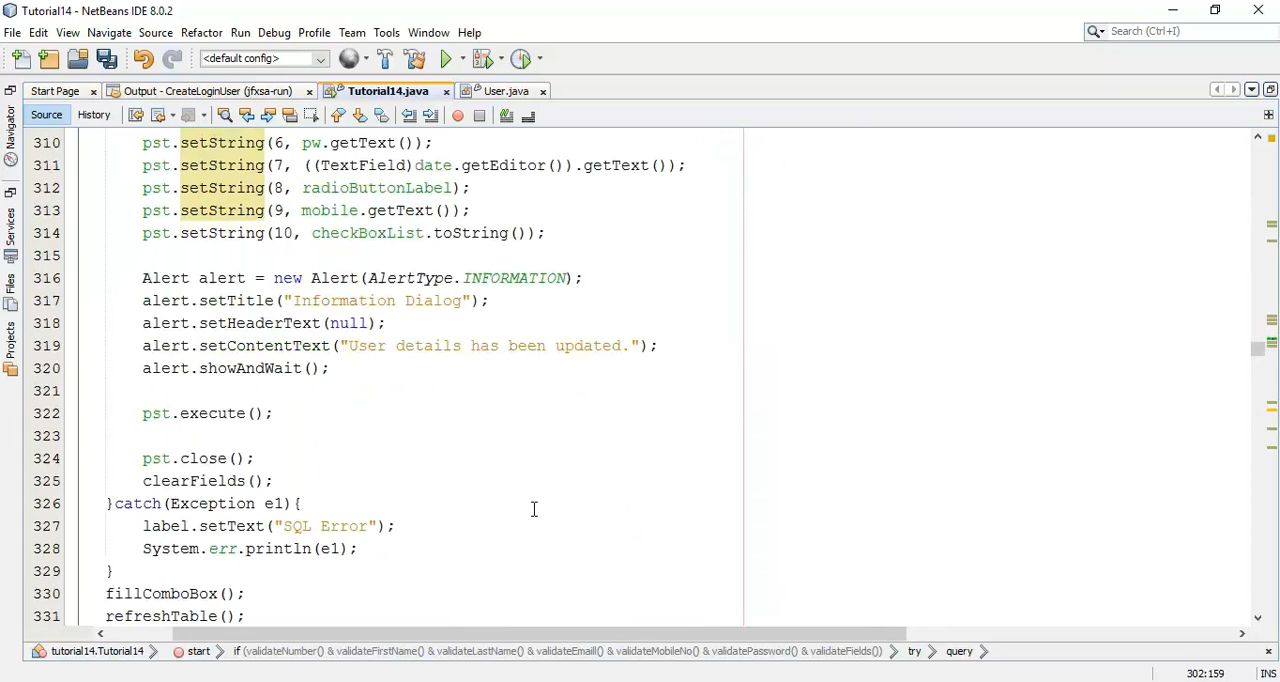 Tutorial14 - NetBeans IDE 8.0.2
File Edit View Navigate Source Refactor Run Debug Profile Team Tools Window Help
Search (Ctrl+I)
<default config>
Start Page Output - CreateLoginUser (jfxsa-run) Tutorial14.java User.java
Source History
Navigator
Services
Files
Projects
310 pst.setString(6, pw.getText());
311 pst.setString(7, ((TextField)date.getEditor()).getText());
312 pst.setString(8, radioButtonLabel);
313 pst.setString(9, mobile.getText());
314 pst.setString(10, checkBoxList.toString());
315
316 Alert alert = new Alert(AlertType.INFORMATION);
317 alert.setTitle("Information Dialog");
318 alert.setHeaderText(null);
319 alert.setContentText("User details has been updated.");
320 alert.showAndWait();
321
322 pst.execute();
323
324 pst.close();
325 clearFields();
326 }catch(Exception e1){
327 label.setText("SQL Error");
328 System.err.println(e1);
329 }
330 fillComboBox();
331 refreshTable();
tutorial14.Tutorial14 start if (validateNumber() & validateFirstName() & validateLastName() & validateEmaill() & validateMobileNo() & validatePassword() & validateFields()) try query
302:159 INS